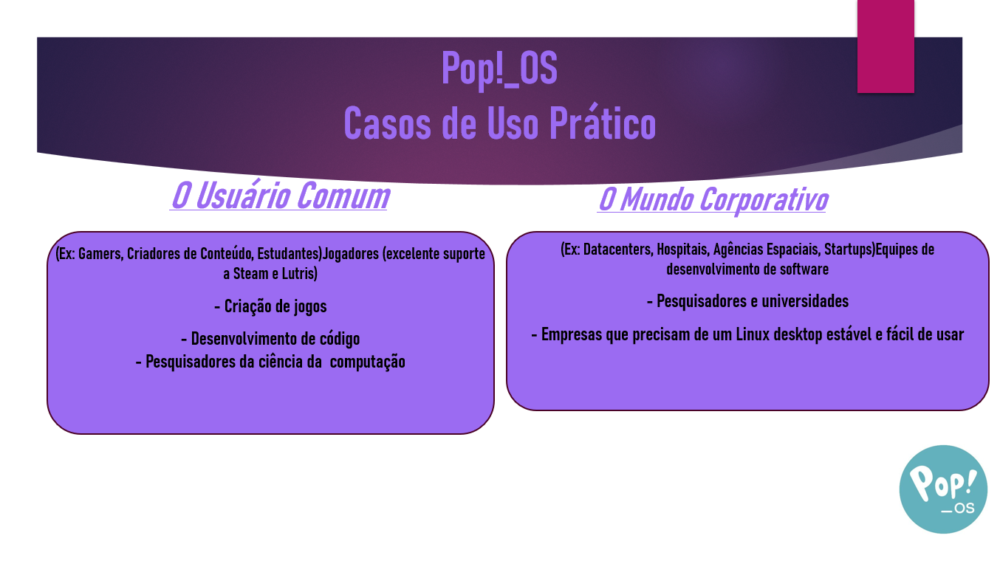 Pop!_OS
Casos de Uso Prático
O Usuário Comum
(Ex: Gamers, Criadores de Conteúdo, Estudantes)Jogadores (excelente suporte
a Steam e Lutris)
- Criação de jogos
- Desenvolvimento de código
- Pesquisadores da ciência da  computação
O Mundo Corporativo
(Ex: Datacenters, Hospitais, Agências Espaciais, Startups)Equipes de
desenvolvimento de software
- Pesquisadores e universidades
- Empresas que precisam de um Linux desktop estável e fácil de usar
Pop!
_OS